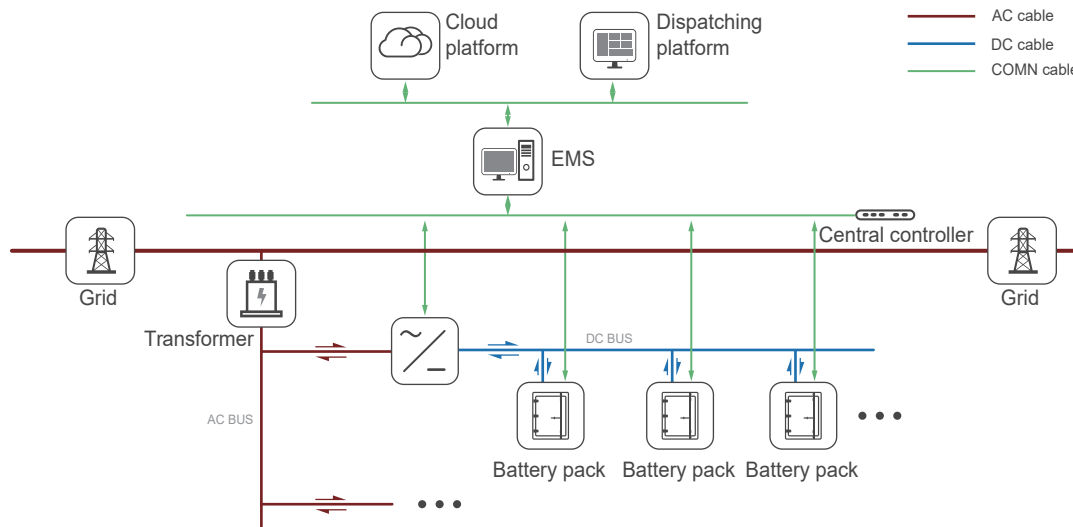 Cloud
platform
Dispatching
platform
AC cable
DC cable
COMN cable
EMS
Central controller
Grid
Grid
Transformer
DC BUS
AC BUS
Battery pack
Battery pack
Battery pack